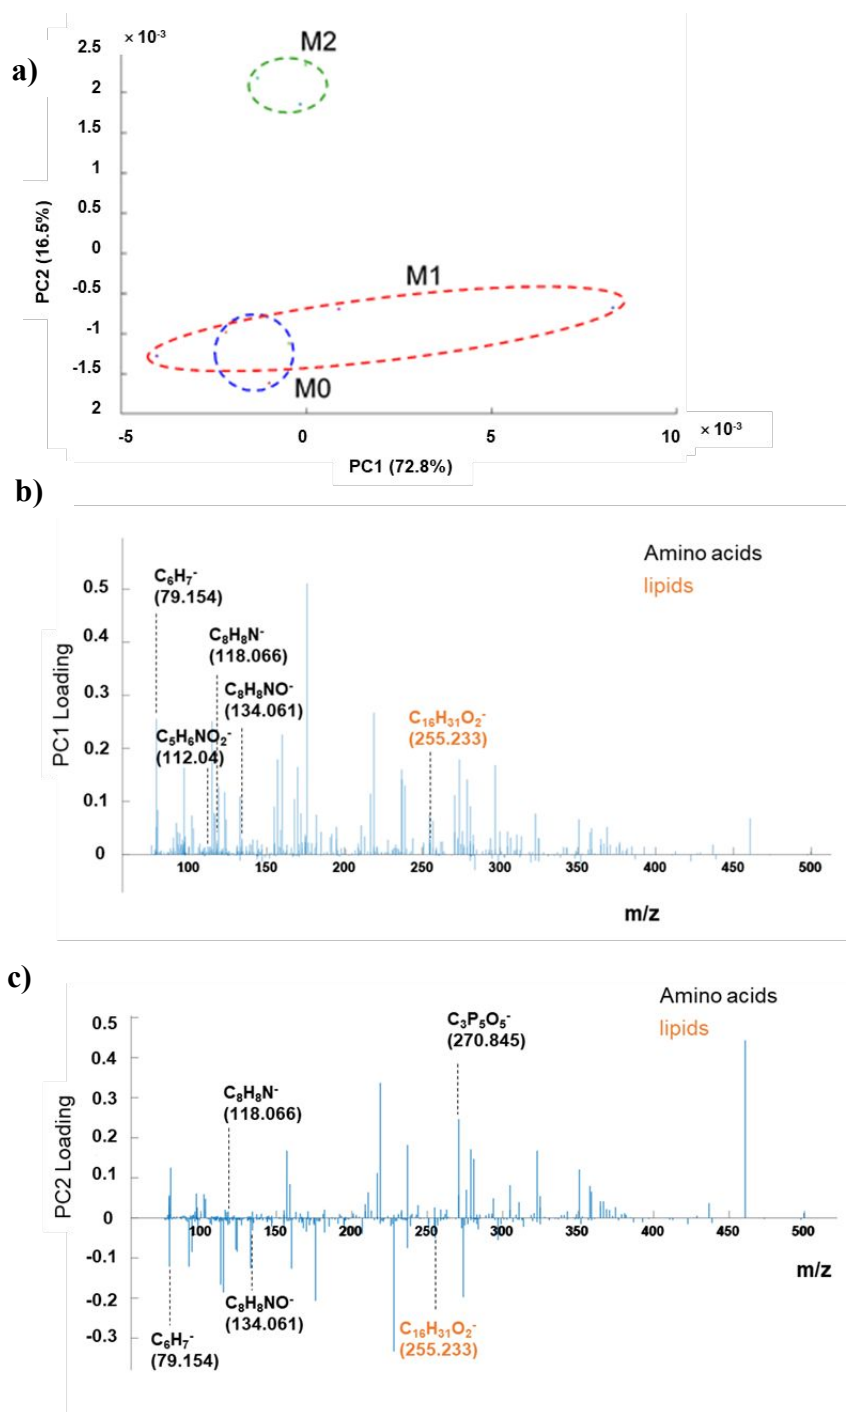 a)
× 10⁻³
M2
2.5
2
1.5
1
0.5
0
-0.5
-1
-1.5
2
PC2 (16.5%)
M1
M0
-5
0
5
10
× 10⁻³
PC1 (72.8%)
b)
Amino acids
lipids
C₆H₇⁻
(79.154)
C₈H₈N⁻
(118.066)
C₈H₈NO⁻
(134.061)
C₅H₆NO₂⁻
(112.04)
C₁₆H₃₁O₂⁻
(255.233)
PC1 Loading
0.5
0.4
0.3
0.2
0.1
0
100 150 200 250 300 350 400 450 500
m/z
c)
Amino acids
lipids
C₃P₅O₅⁻
(270.845)
C₈H₈N⁻
(118.066)
PC2 Loading
0.5
0.4
0.3
0.2
0.1
0
-0.1
-0.2
-0.3
100 150 200 250 300 350 400 450 500
m/z
C₈H₈NO⁻
(134.061)
C₆H₇⁻
(79.154)
C₁₆H₃₁O₂⁻
(255.233)